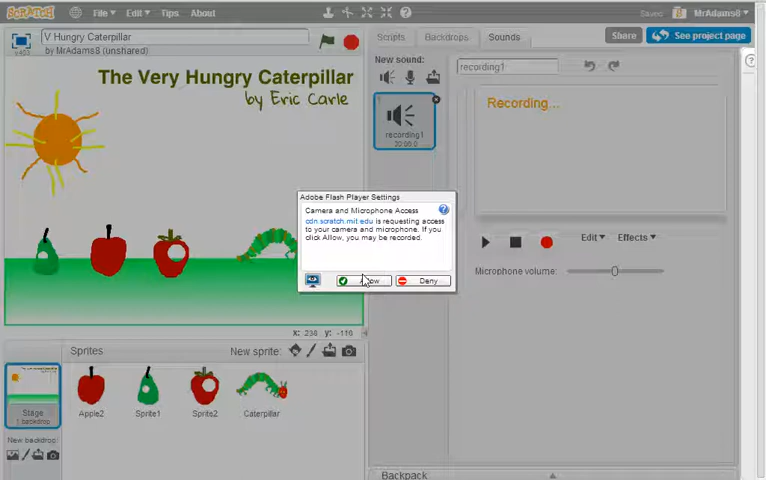 SCRATCH File Edit Tips About Saved MrAdams8
V Hungry Caterpillar
by MrAdams8 (unshared)
Scripts Backdrops Sounds Share See project page
The Very Hungry Caterpillar
by Eric Carle
New sound:
recording1
Recording...
recording1
Adobe Flash Player Settings
Camera and Microphone Access
cdn.scratch.mit.edu is requesting access
to your camera and microphone. If you
click Allow, you may be recorded.
Allow Deny
Edit Effects
Microphone volume:
Sprites New sprite:
Stage
1 backdrop
New backdrop:
Apple2 Sprite1 Sprite2 Caterpillar
Backpack